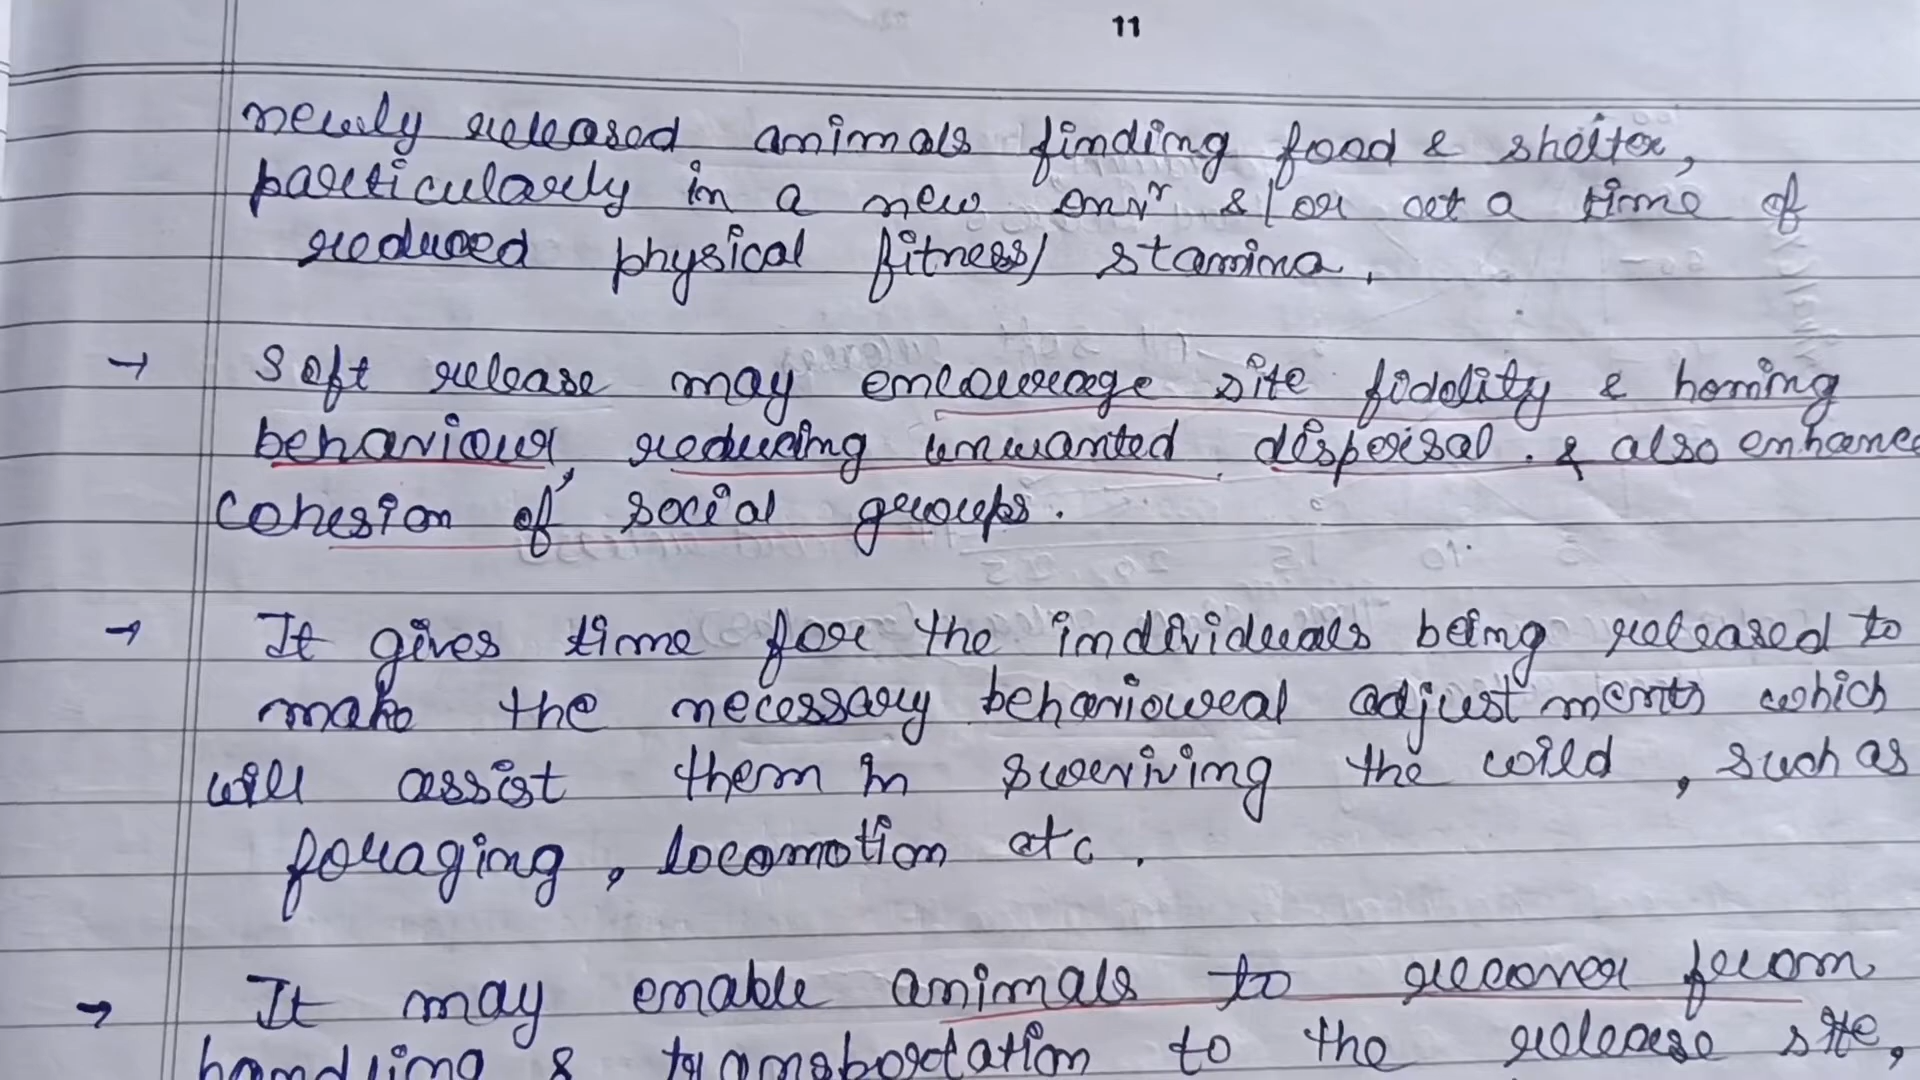 11
newly released animals finding food & shelter,
particularly in a new envr &/or at a time of
reduced physical fitness/ stamina.
→ Soft release may encourage site fidelity & homing
behaviour, reducing unwanted dispersal. & also enhance
cohesion of social groups.
→ It gives time for the individuals being released to
make the necessary behavioural adjustments which
will assist them in surviving the wild, such as
foraging, locomotion etc.
→ It may enable animals to recover from
handling & transportation to the release site,